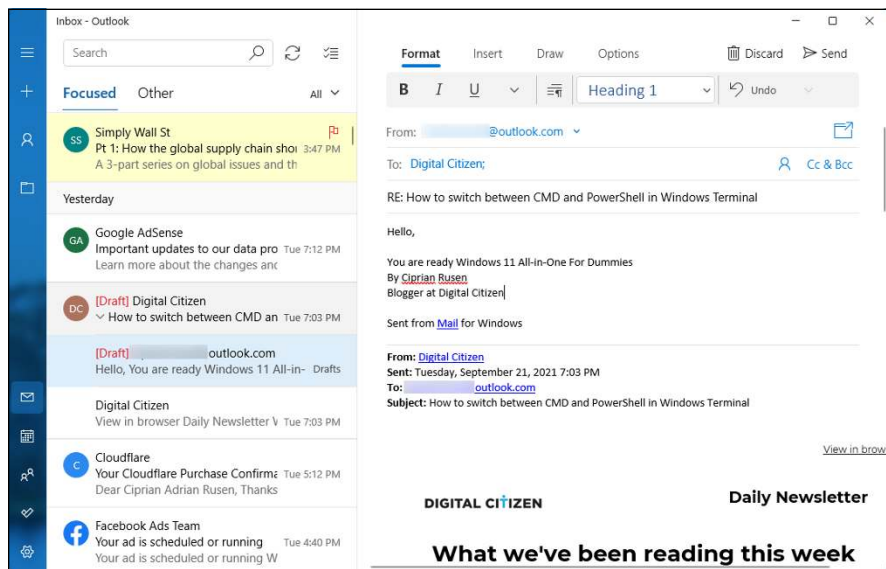 Inbox - Outlook
Search
Focused Other All
SS
Simply Wall St
Pt 1: How the global supply chain shor 3:47 PM
A 3-part series on global issues and th
Yesterday
GA
Google AdSense
Important updates to our data pro Tue 7:12 PM
Learn more about the changes and
DC
[Draft] Digital Citizen
How to switch between CMD an Tue 7:03 PM
[Draft] outlook.com
Hello, You are ready Windows 11 All-in- Drafts
Digital Citizen
View in browser Daily Newsletter Tue 7:03 PM
C
Cloudflare
Your Cloudflare Purchase Confirma Tue 5:12 PM
Dear Ciprian Adrian Rusen, Thanks
Facebook Ads Team
Your ad is scheduled or running Tue 4:40 PM
Your ad is scheduled or running W
Format Insert Draw Options Discard Send
B I U Heading 1 Undo
From: @outlook.com
To: Digital Citizen; Cc & Bcc
RE: How to switch between CMD and PowerShell in Windows Terminal
Hello,
You are ready Windows 11 All-in-One For Dummies
By Ciprian Rusen
Blogger at Digital Citizen
Sent from Mail for Windows
From: Digital Citizen
Sent: Tuesday, September 21, 2021 7:03 PM
To: outlook.com
Subject: How to switch between CMD and PowerShell in Windows Terminal
View in brow
DIGITAL CITIZEN
Daily Newsletter
What we've been reading this week